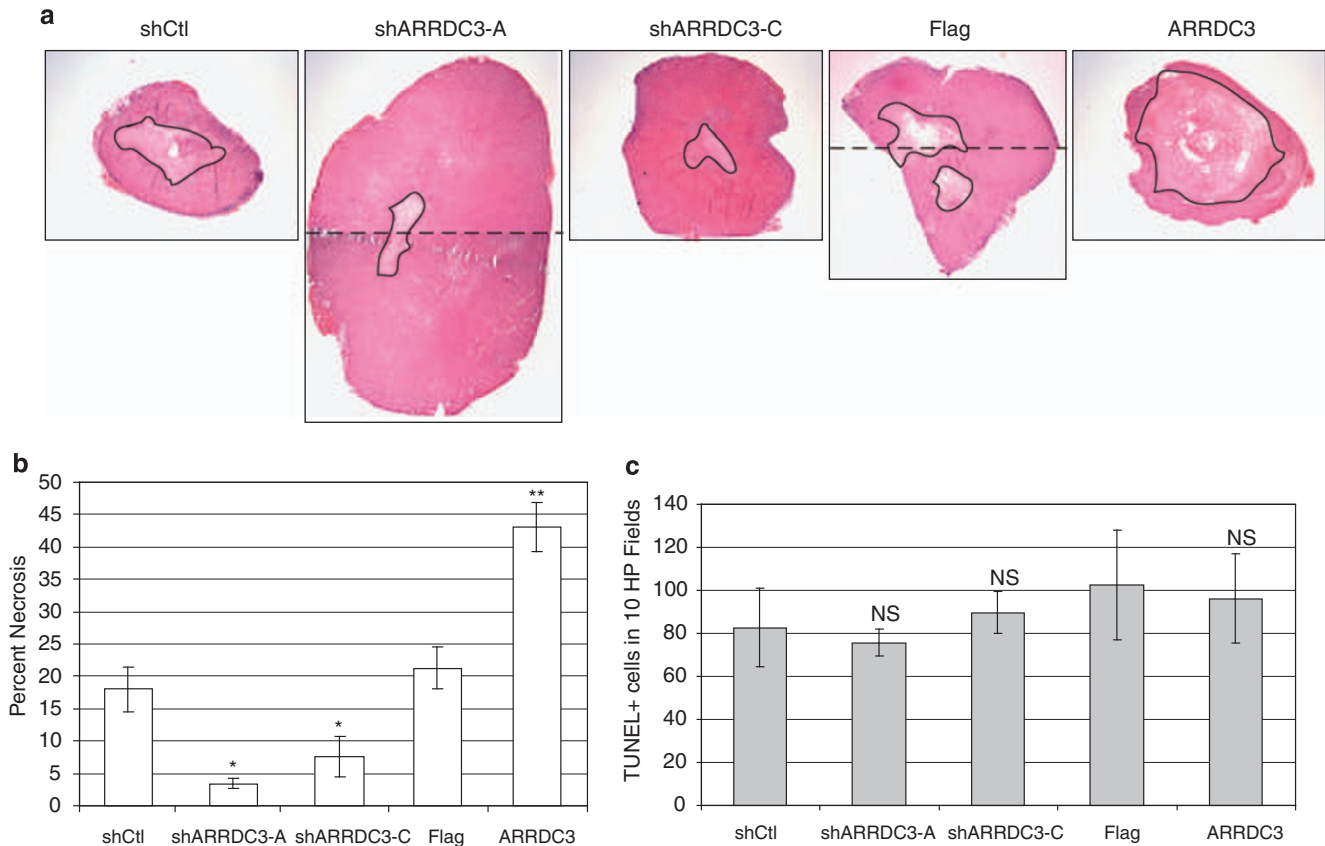 a
shCtl
shARRDC3-A
shARRDC3-C
Flag
ARRDC3
b
Percent Necrosis
50
45
40
35
30
25
20
15
10
5
0
*
*
**
shCtl
shARRDC3-A
shARRDC3-C
Flag
ARRDC3
c
TUNEL+ cells in 10 HP Fields
140
120
100
80
60
40
20
0
NS
NS
NS
shCtl
shARRDC3-A
shARRDC3-C
Flag
ARRDC3